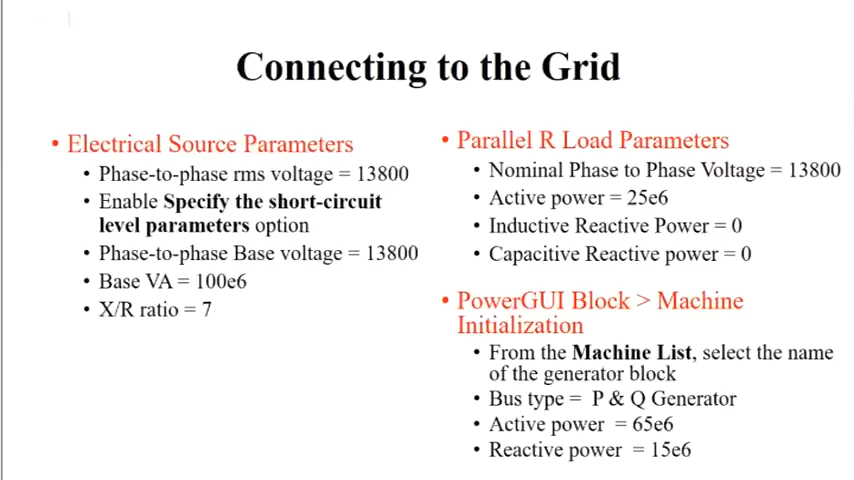 Connecting to the Grid
• Electrical Source Parameters
• Phase-to-phase rms voltage = 13800
• Enable Specify the short-circuit
level parameters option
• Phase-to-phase Base voltage = 13800
• Base VA = 100e6
• X/R ratio = 7
• Parallel R Load Parameters
• Nominal Phase to Phase Voltage = 13800
• Active power = 25e6
• Inductive Reactive Power = 0
• Capacitive Reactive power = 0
• PowerGUI Block > Machine
Initialization
• From the Machine List, select the name
of the generator block
• Bus type = P & Q Generator
• Active power = 65e6
• Reactive power = 15e6